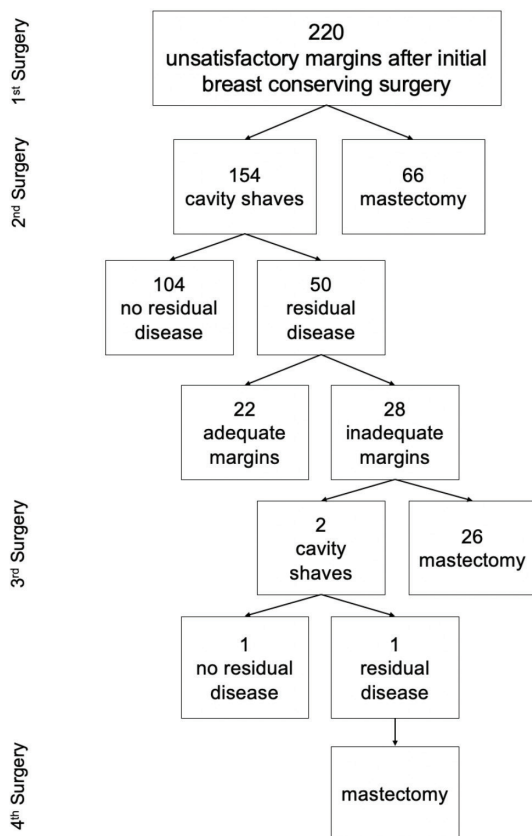 1st Surgery
220
unsatisfactory margins after initial
breast conserving surgery
2nd Surgery
154
cavity shaves
66
mastectomy
104
no residual
disease
50
residual
disease
22
adequate
margins
28
inadequate
margins
3rd Surgery
2
cavity
shaves
26
mastectomy
1
no residual
disease
1
residual
disease
4th Surgery
mastectomy